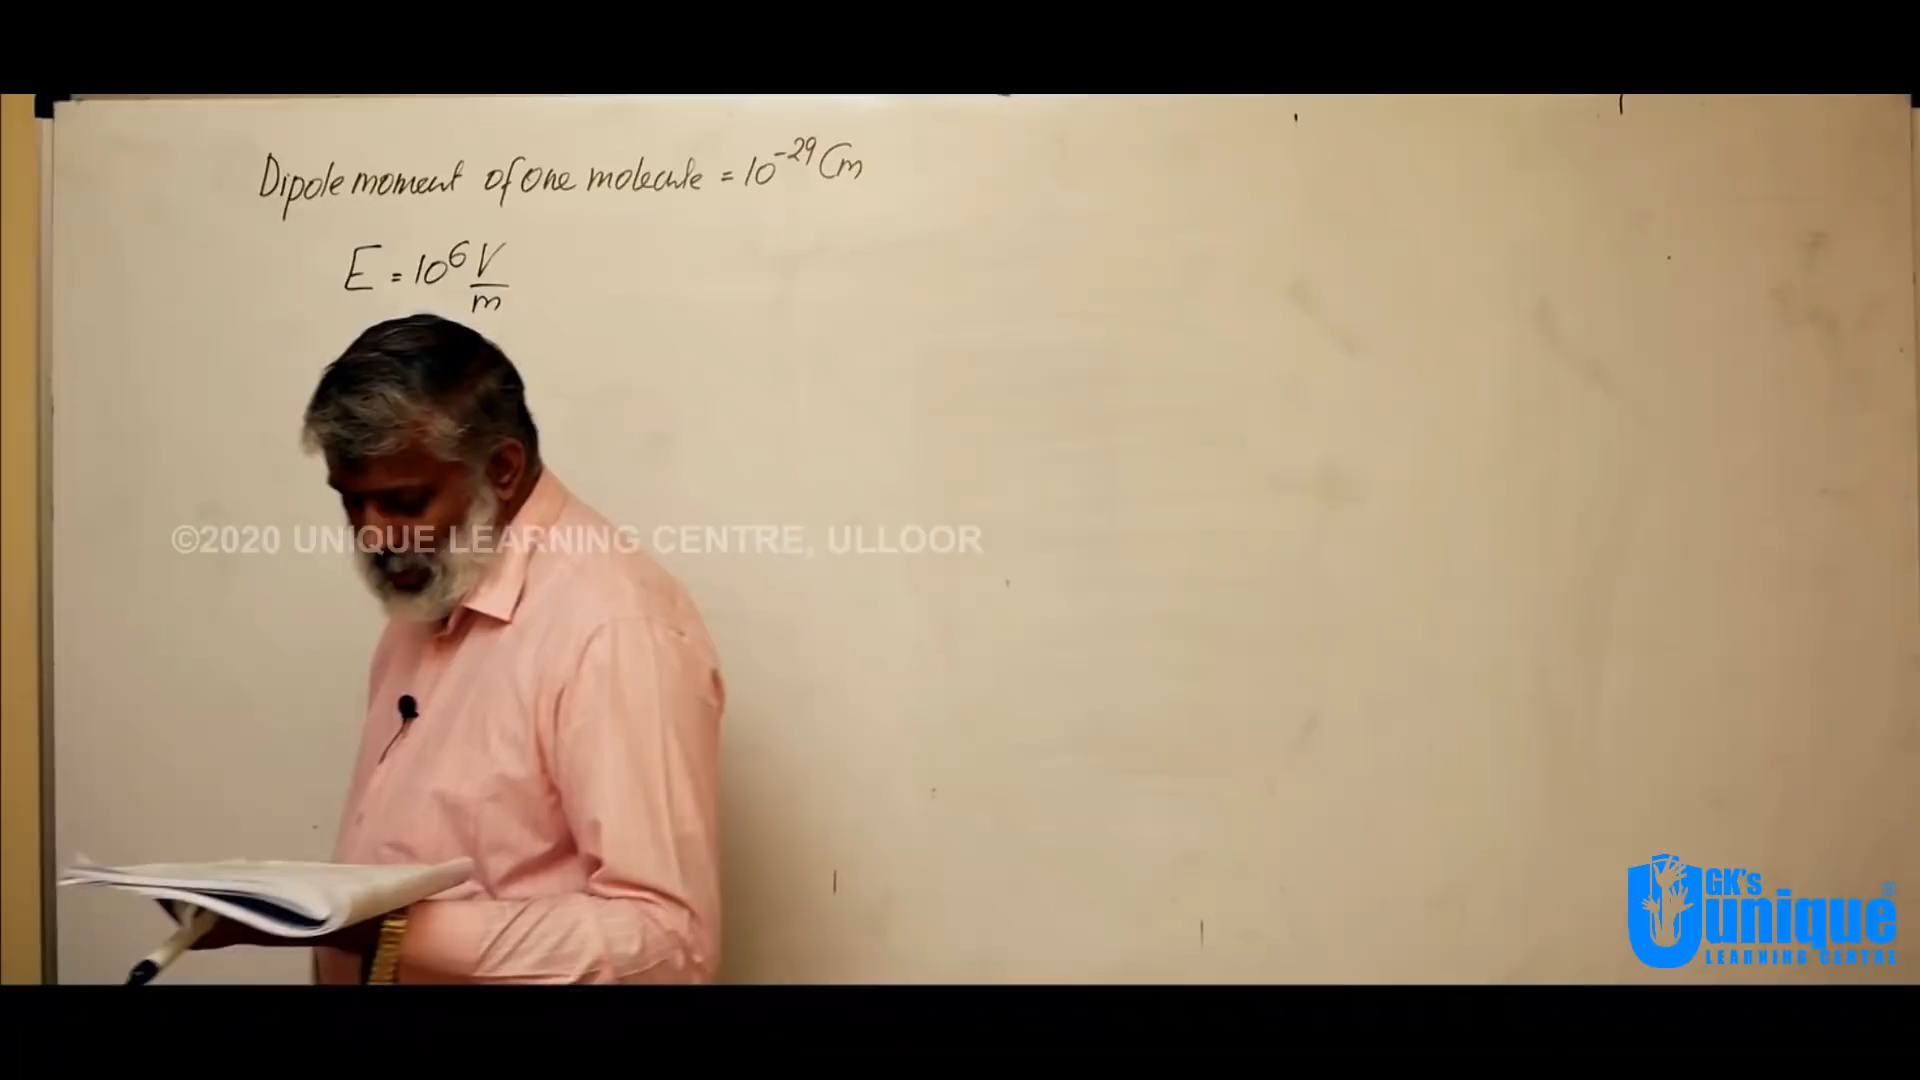 Dipole moment of one molecule = 10⁻²⁹ Cm
E = 10⁶ V
m
©2020 UNIQUE LEARNING CENTRE, ULLOOR
GK's
unique®
LEARNING CENTRE